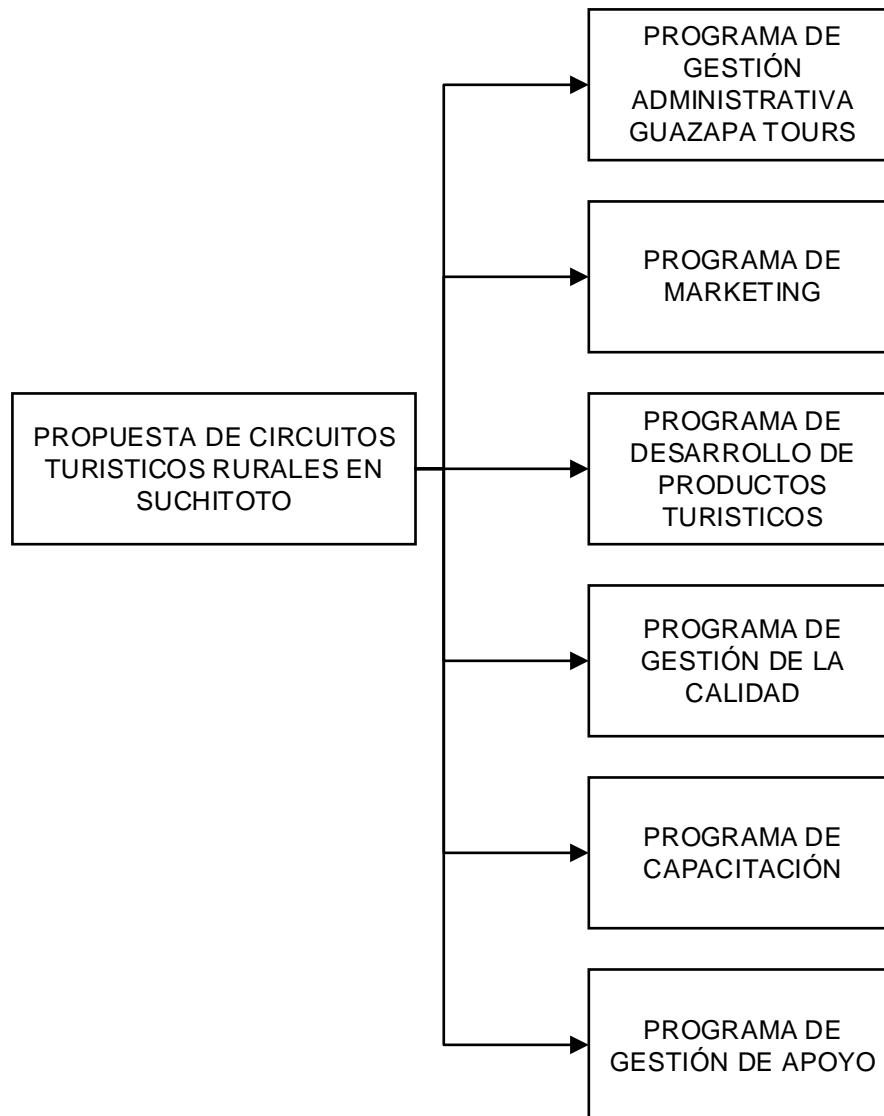 PROGRAMA DE
GESTIÓN
ADMINISTRATIVA
GUAZAPA TOURS
PROGRAMA DE
MARKETING
PROPUESTA DE CIRCUITOS
TURISTICOS RURALES EN
SUCHITOTO
PROGRAMA DE
DESARROLLO DE
PRODUCTOS
TURISTICOS
PROGRAMA DE
GESTIÓN DE LA
CALIDAD
PROGRAMA DE
CAPACITACIÓN
PROGRAMA DE
GESTIÓN DE APOYO